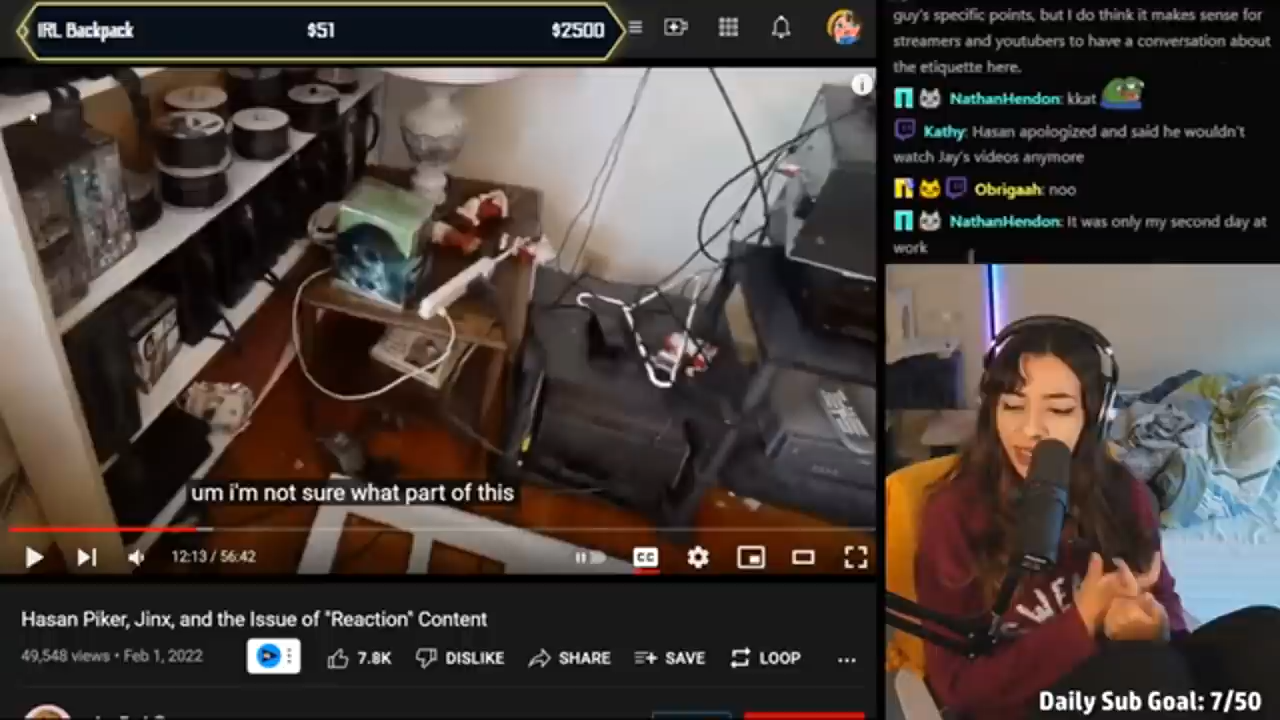 IRL Backpack $51 $2500
guy's specific points, but I do think it makes sense for
streamers and youtubers to have a conversation about
the etiquette here.
NathanHendon: kkat
Kathy: Hasan apologized and said he wouldn't
watch Jay's videos anymore
Obrigaah: noo
NathanHendon: It was only my second day at
work
um i'm not sure what part of this
12:13 / 56:42
CC
Hasan Piker, Jinx, and the Issue of "Reaction" Content
49,548 views • Feb 1, 2022
7.8K DISLIKE SHARE SAVE LOOP
Daily Sub Goal: 7/50